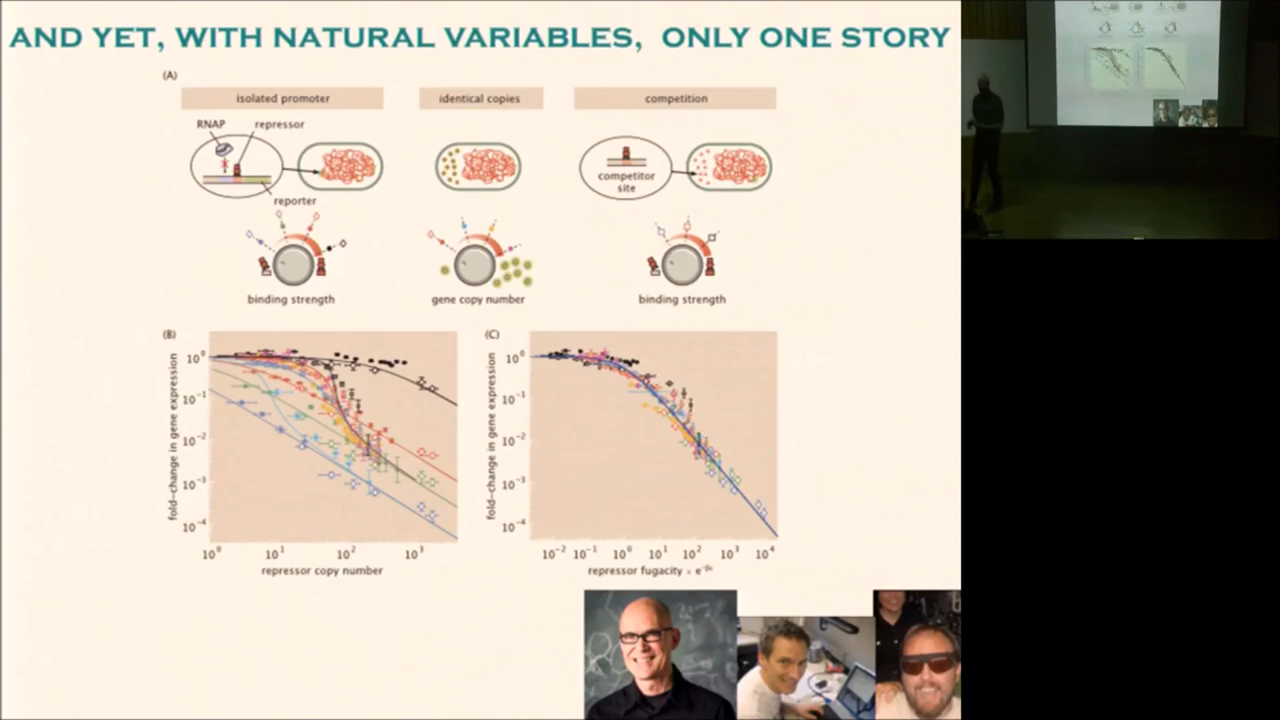 AND YET, WITH NATURAL VARIABLES, ONLY ONE STORY
(A)
isolated promoter
identical copies
competition
RNAP
repressor
reporter
competitor
site
binding strength
gene copy number
binding strength
(B)
fold-change in gene expression
10⁰
10⁻¹
10⁻²
10⁻³
10⁻⁴
10⁰ 10¹ 10² 10³
repressor copy number
(C)
fold-change in gene expression
10⁰
10⁻¹
10⁻²
10⁻³
10⁻⁴
10⁻² 10⁻¹ 10⁰ 10¹ 10² 10³ 10⁴
repressor fugacity × e